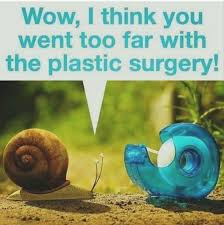 Wow, I think you
went too far with
the plastic surgery!